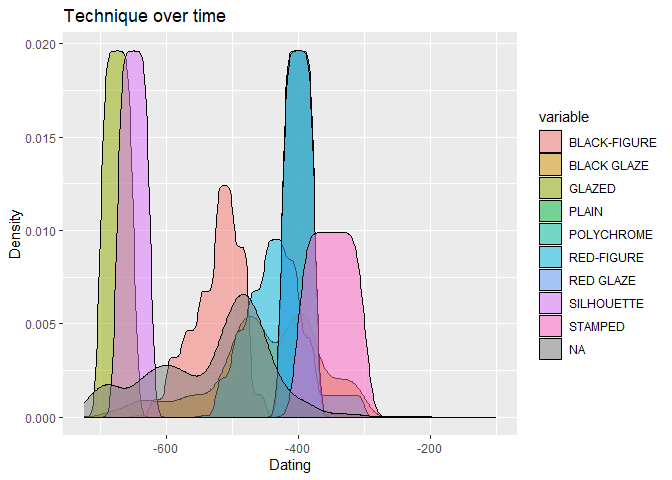 Technique over time
0.020
0.015
0.010
0.005
0.000
Density
-600
-400
-200
Dating
variable
BLACK-FIGURE
BLACK GLAZE
GLAZED
PLAIN
POLYCHROME
RED-FIGURE
RED GLAZE
SILHOUETTE
STAMPED
NA